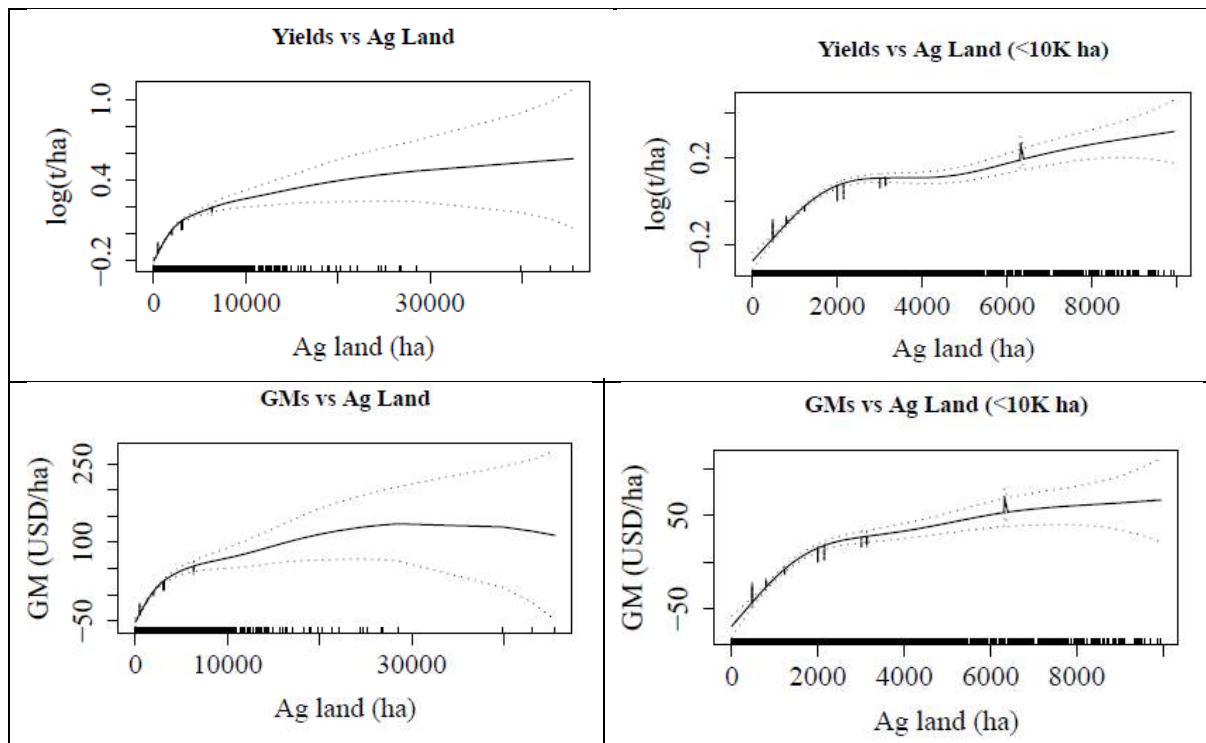 Yields vs Ag Land
log(t/ha)
1.0
0.4
−0.2
0 10000 30000
Ag land (ha)
Yields vs Ag Land (<10K ha)
log(t/ha)
0.2
−0.2
0 2000 4000 6000 8000
Ag land (ha)
GMs vs Ag Land
GM (USD/ha)
250
100
−50
0 10000 30000
Ag land (ha)
GMs vs Ag Land (<10K ha)
GM (USD/ha)
50
−50
0 2000 4000 6000 8000
Ag land (ha)